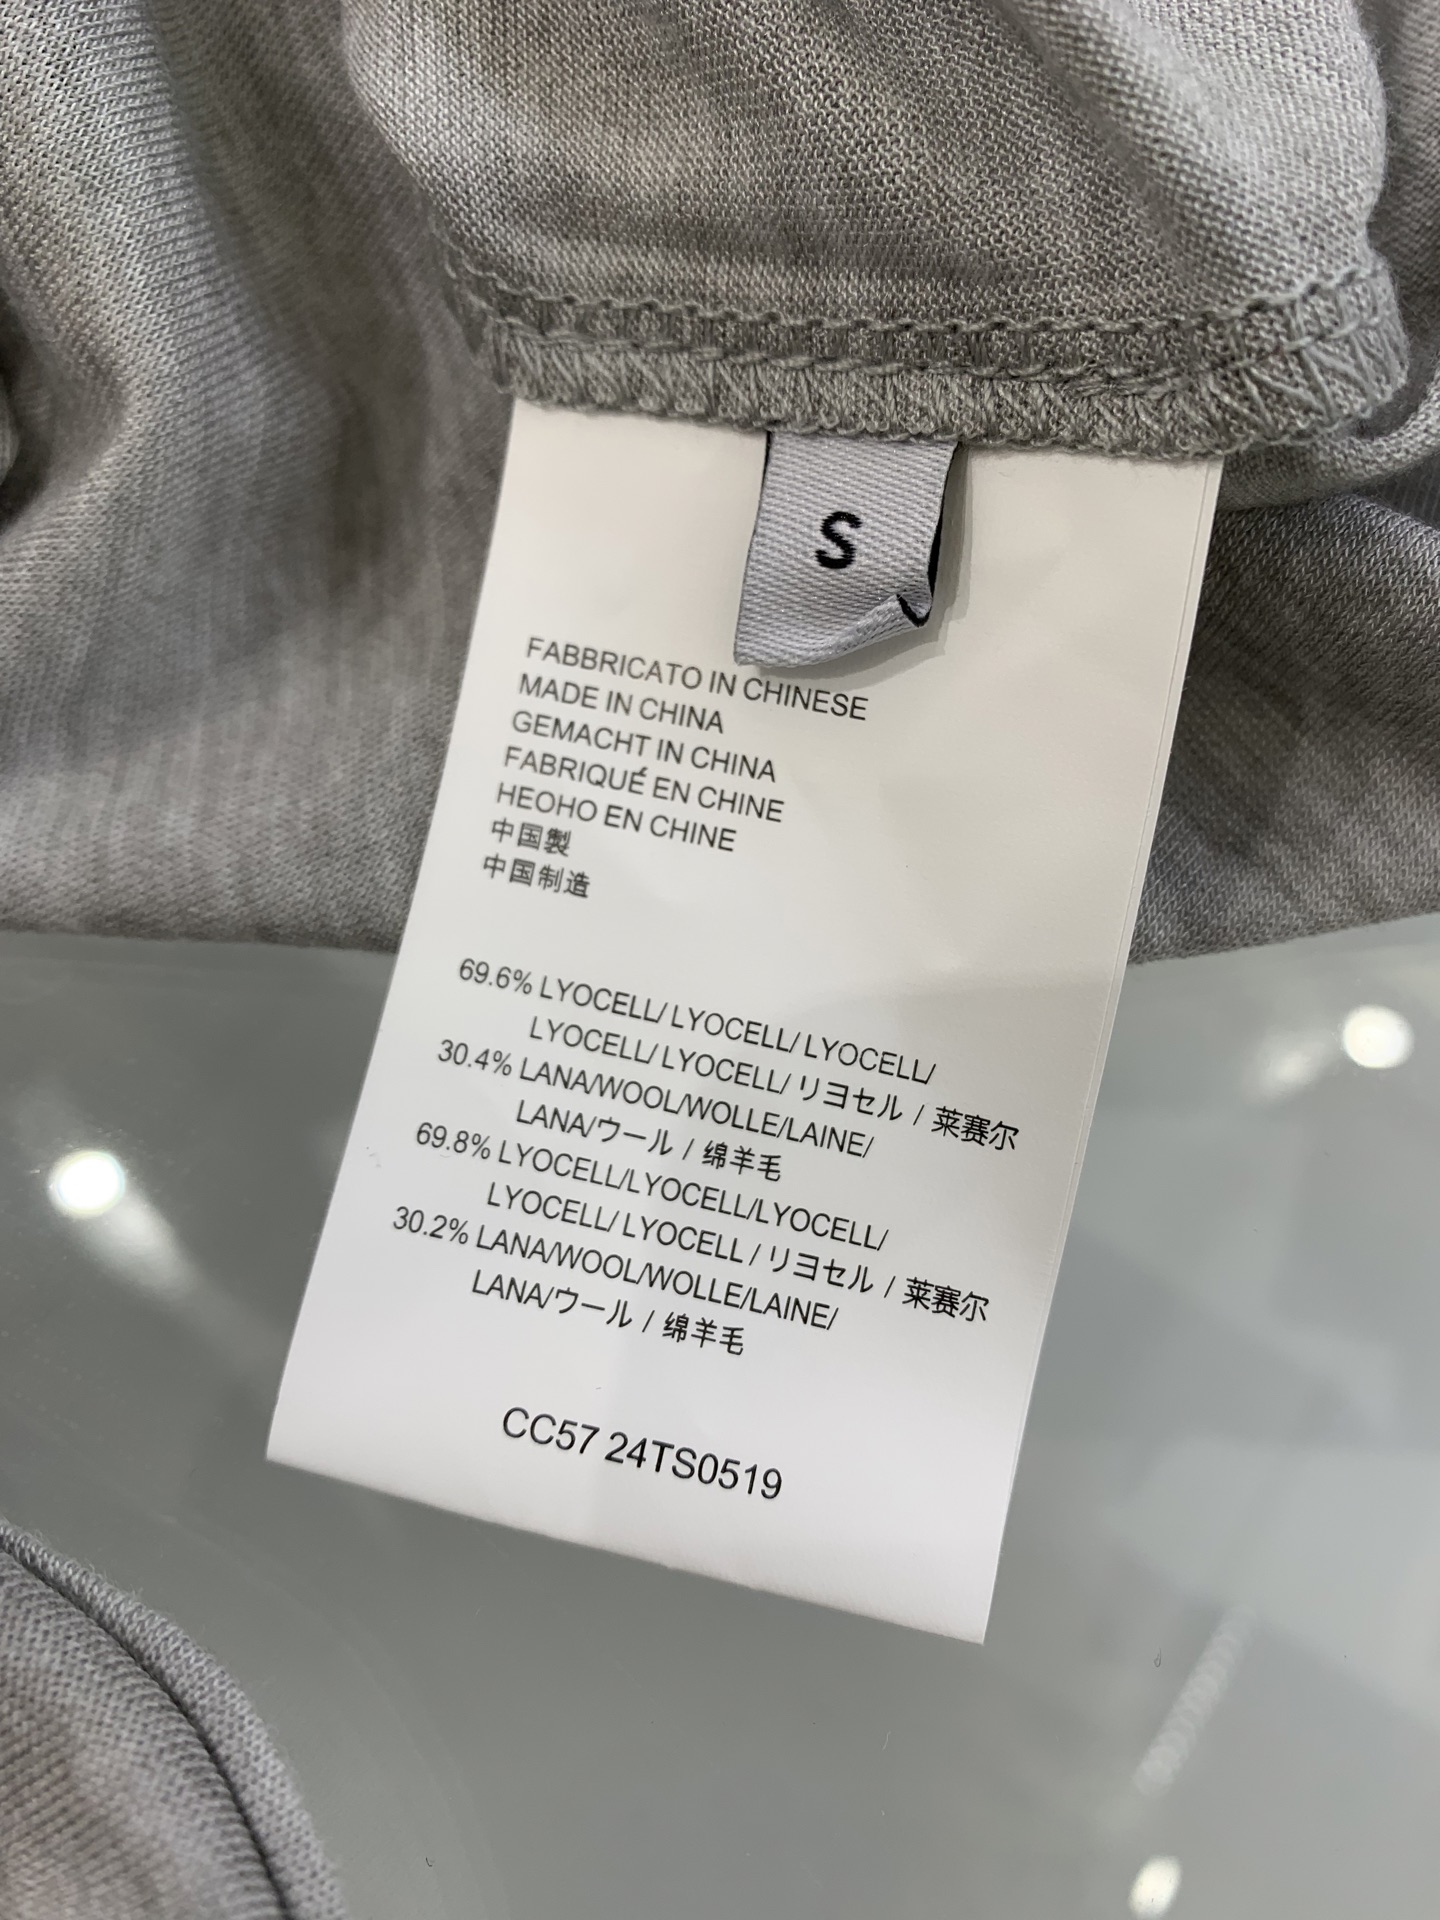 S
FABBRICATO IN CHINESE
MADE IN CHINA
GEMACHT IN CHINA
FABRIQUÉ EN CHINE
HEOHO EN CHINE
中国製
中国制造
69.6% LYOCELL/ LYOCELL/ LYOCELL/
LYOCELL/ LYOCELL/ リヨセル / 莱赛尔
30.4% LANA/WOOL/WOLLE/LAINE/
LANA/ウール / 绵羊毛
69.8% LYOCELL/LYOCELL/LYOCELL/
LYOCELL/ LYOCELL / リヨセル / 莱赛尔
30.2% LANA/WOOL/WOLLE/LAINE/
LANA/ウール / 绵羊毛
CC57 24TS0519